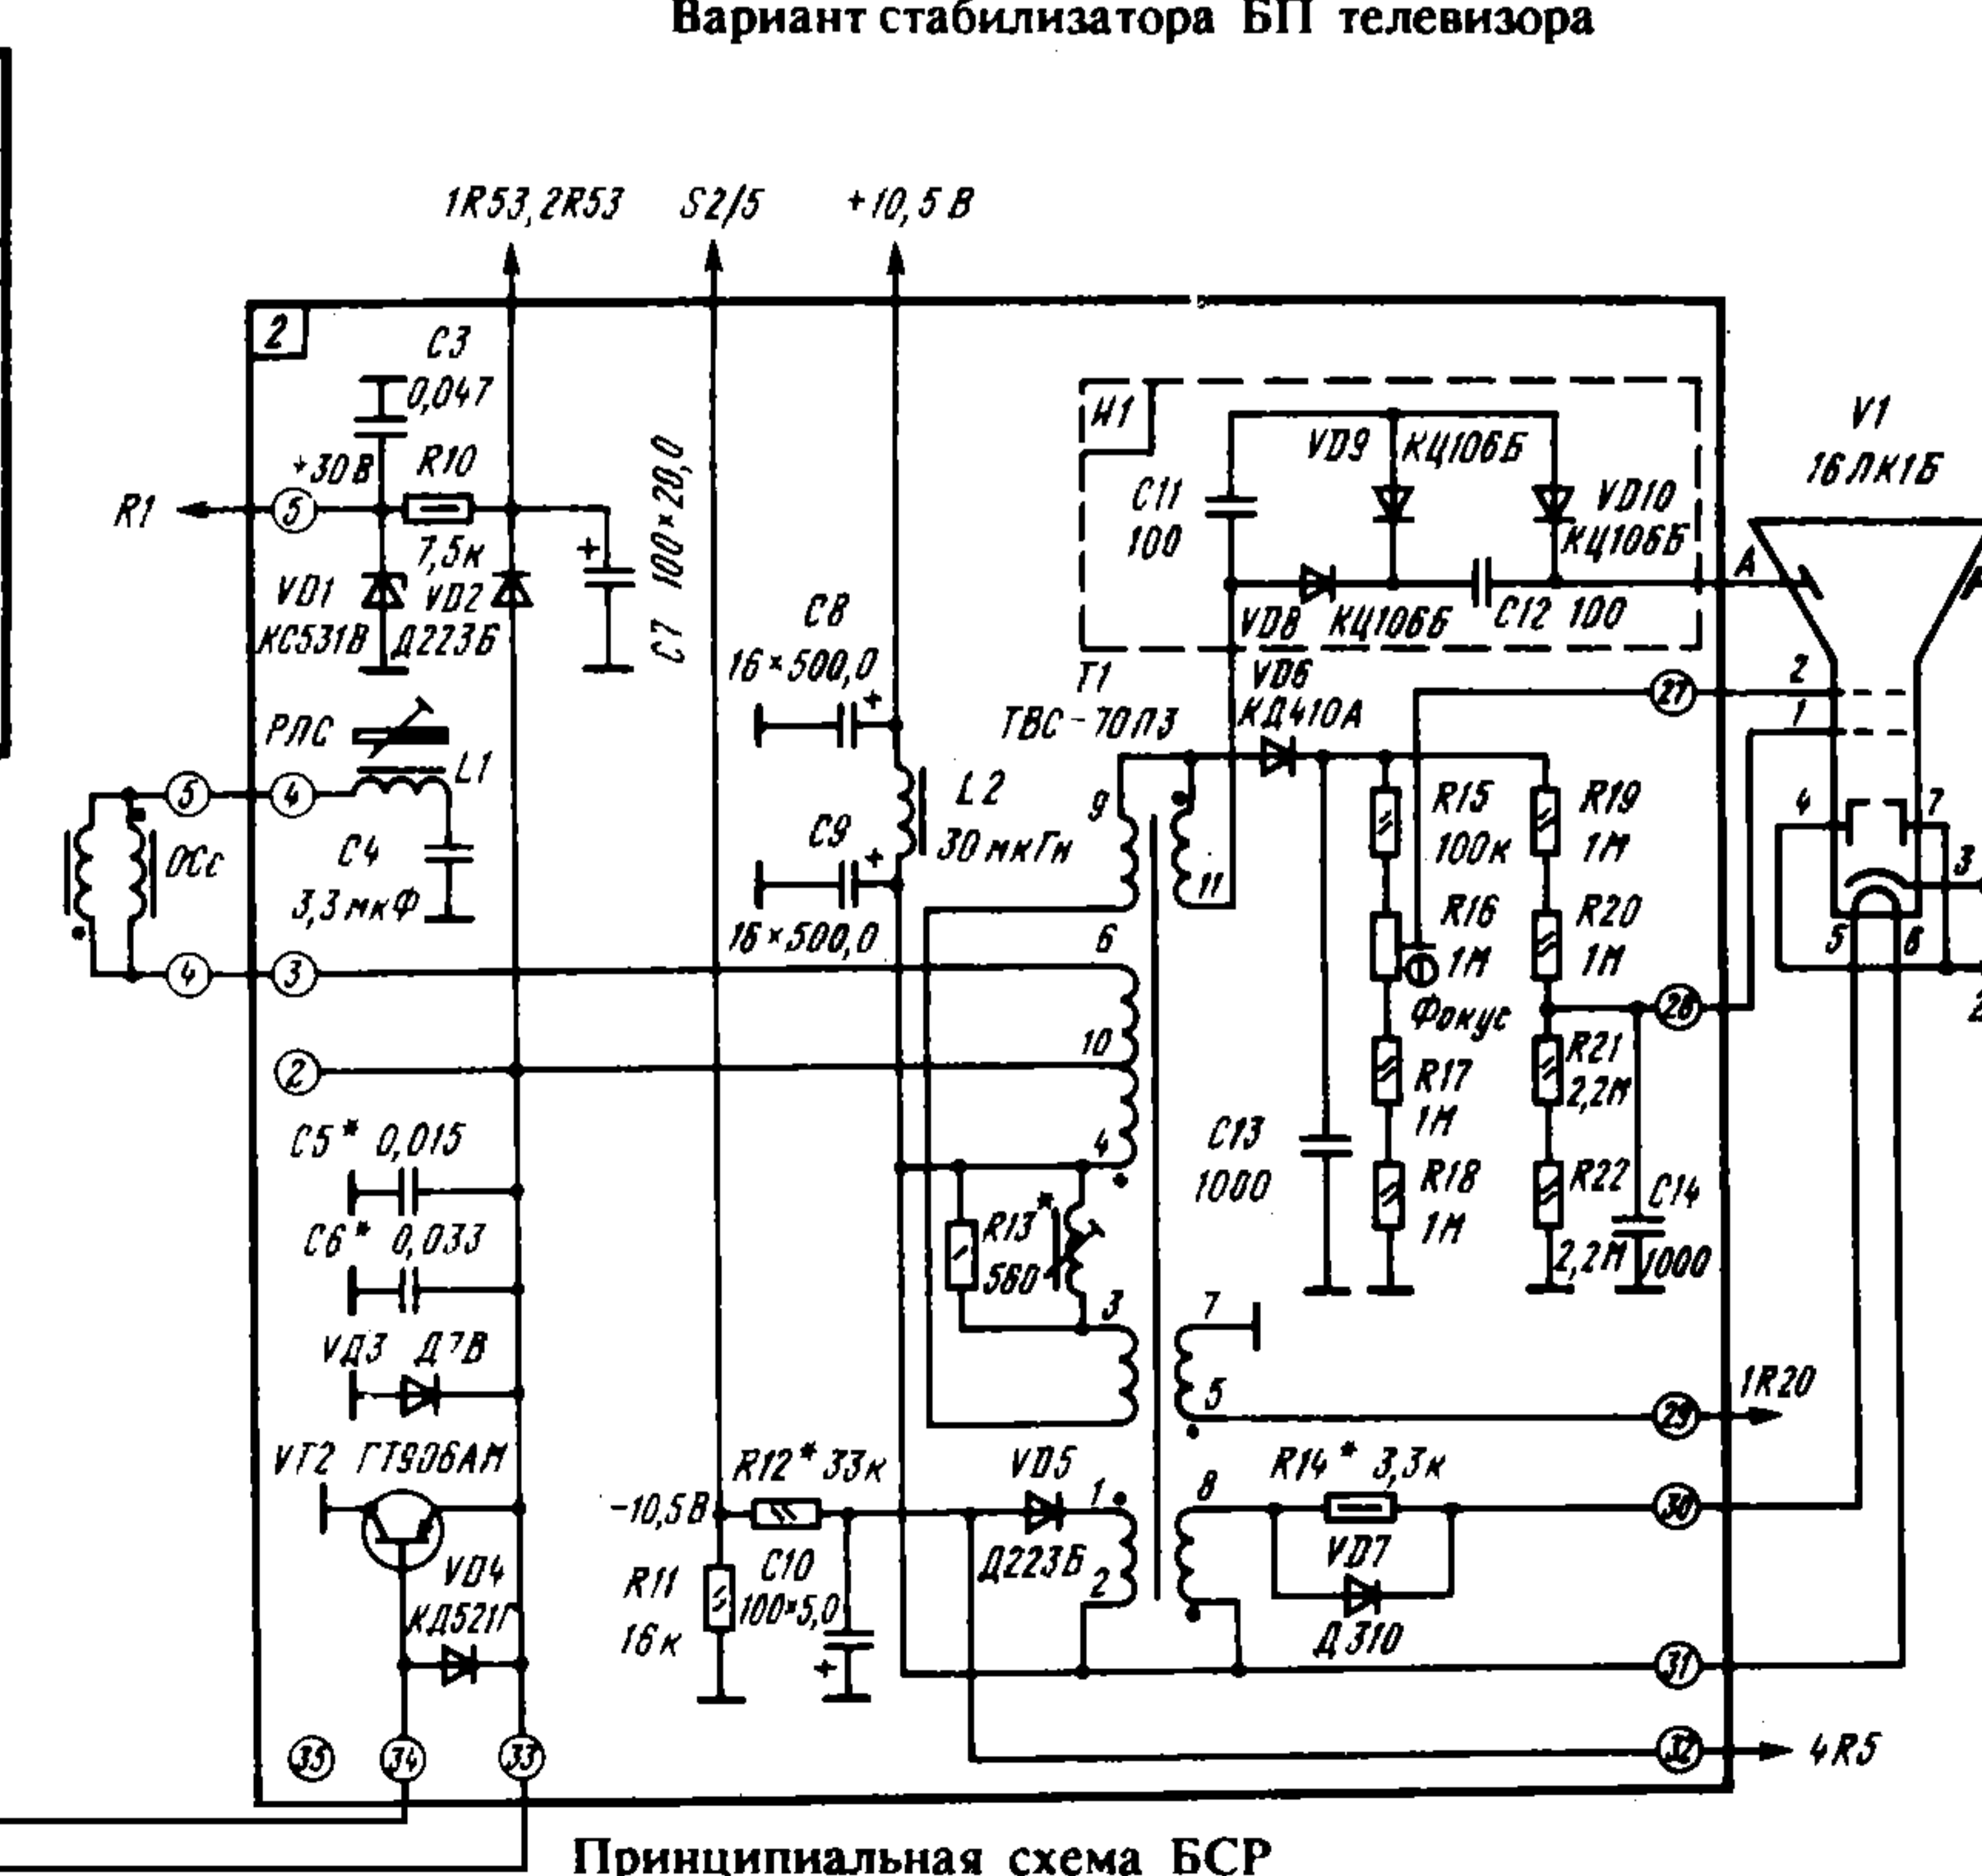 Вариант стабилизатора БП телевизора
1R53, 2R53
S2/5
+10,5 В
2
C3
0,047
+30 В
R10
R1
5
7,5к
VD1
КС531В
VD2
Д223Б
C7 100×20,0
И1
VD9
КЦ106Б
C11
100
VD10
КЦ106Б
VD8 КЦ106Б
C12 100
V1
16ЛК1Б
A
C8
16×500,0
T1
ТВС-70П3
VD6
КД410А
27
2
1
РЛС
L1
5
4
ОСс
C4
3,3 мкФ
L2
30 мкГн
C9
16×500,0
9
11
R15
100к
R19
1М
4
7
3
R16
1М
Фокус
R20
1М
5
6
4
3
6
2
10
28
2
R21
2,2М
R17
1М
C5* 0,015
4
C13
1000
R18
1М
R22
2,2М
C14
1000
C6* 0,033
R13*
560
3
7
VД3 Д7В
5
29
1R20
VT2 ГТ906АМ
R12* 33к
VD5
1
8
R14* 3,3к
30
-10,5В
VD4
КД521Г
R11
16к
C10
100×5,0
Д223Б
2
VD7
Д310
31
35
34
33
32
4R5
Принципиальная схема БСР